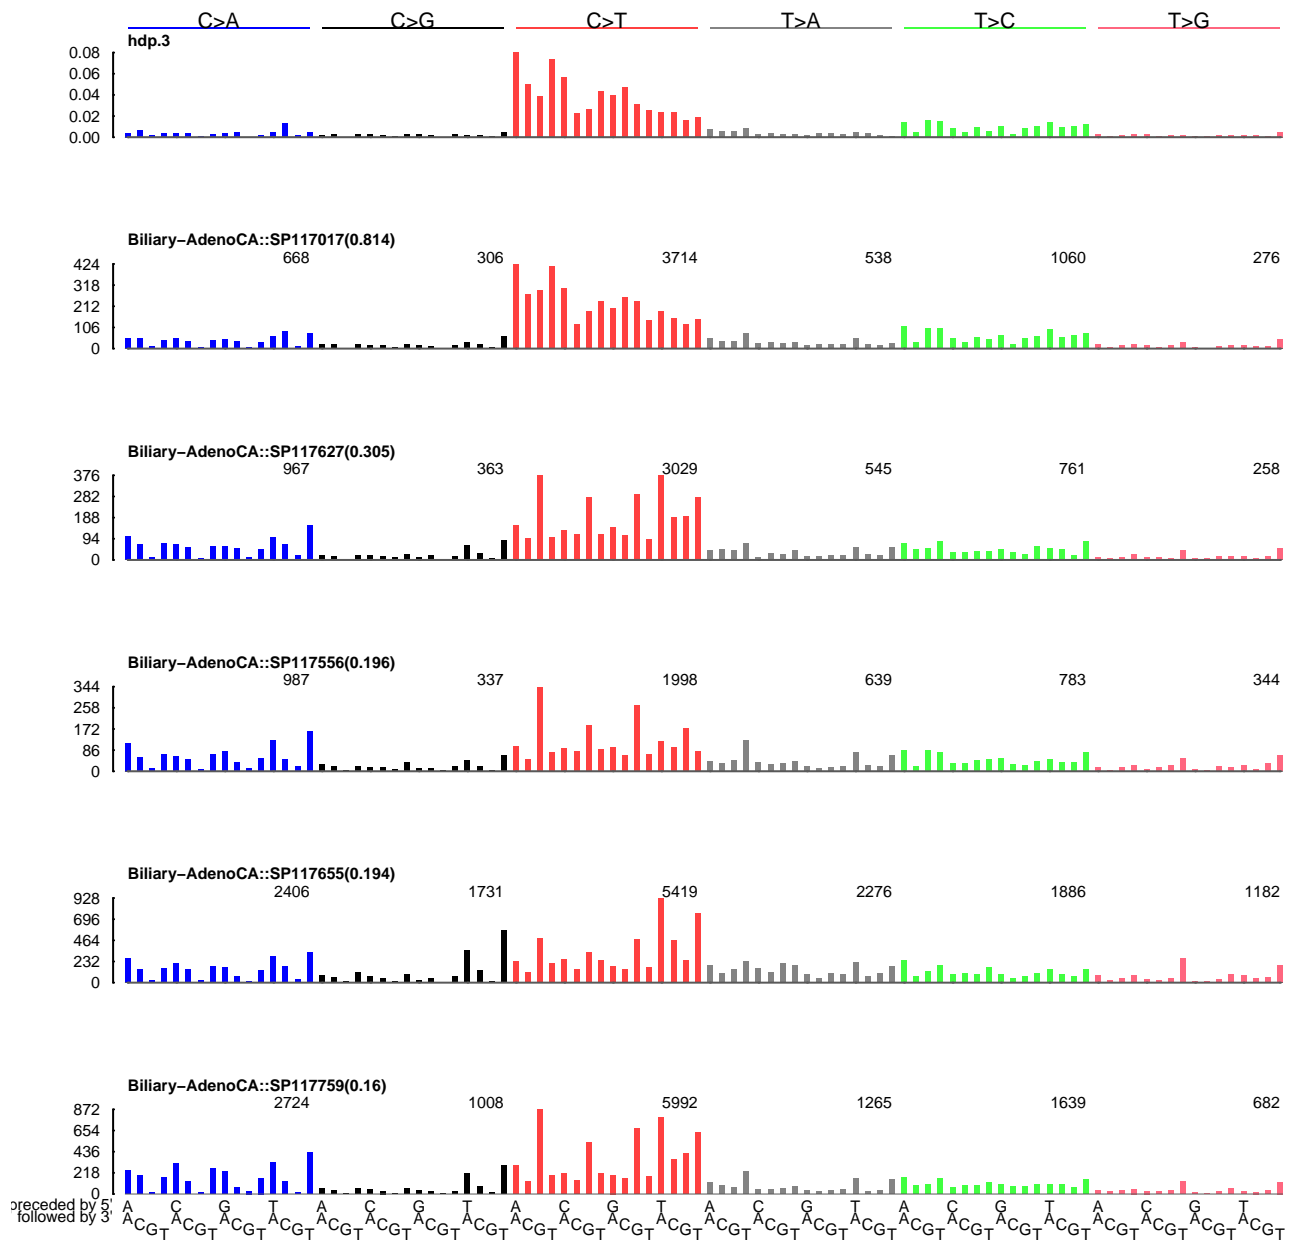 C>A C>G C>T T>A T>C T>G
hdp.3
0.08
0.06
0.04
0.02
0.00
Biliary−AdenoCA::SP117017(0.814)
668 306 3714 538 1060 276
424
318
212
106
0
Biliary−AdenoCA::SP117627(0.305)
967 363 3029 545 761 258
376
282
188
94
0
Biliary−AdenoCA::SP117556(0.196)
987 337 1998 639 783 344
344
258
172
86
0
Biliary−AdenoCA::SP117655(0.194)
2406 1731 5419 2276 1886 1182
928
696
464
232
0
Biliary−AdenoCA::SP117759(0.16)
2724 1008 5992 1265 1639 682
872
654
436
218
0
preceded by 5' A C G T A C G T A C G T A C G T A C G T A C G T
followed by 3' A C G T A C G T A C G T A C G T A C G T A C G T A C G T A C G T A C G T A C G T A C G T A C G T A C G T A C G T A C G T A C G T A C G T A C G T A C G T A C G T A C G T A C G T A C G T A C G T